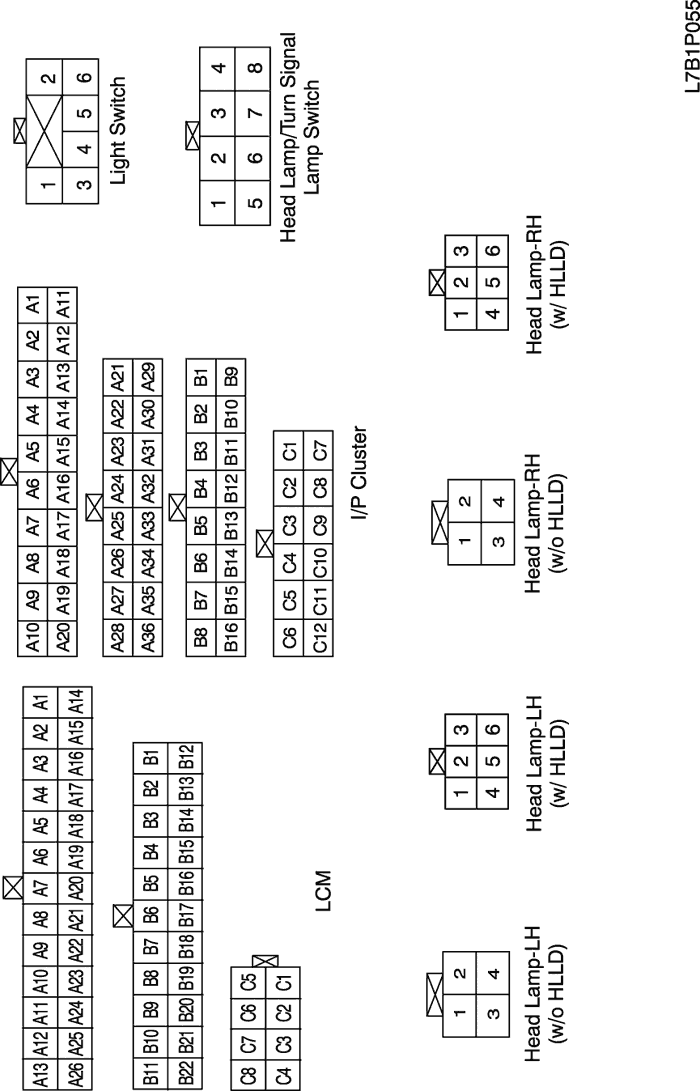 A13 A12 A11 A10 A9 A8 A7 A6 A5 A4 A3 A2 A1
A26 A25 A24 A23 A22 A21 A20 A19 A18 A17 A16 A15 A14
B11 B10 B9 B8 B7 B6 B5 B4 B3 B2 B1
B22 B21 B20 B19 B18 B17 B16 B15 B14 B13 B12
C8 C7 C6 C5
C4 C3 C2 C1
LCM
A10 A9 A8 A7 A6 A5 A4 A3 A2 A1
A20 A19 A18 A17 A16 A15 A14 A13 A12 A11
A28 A27 A26 A25 A24 A23 A22 A21
A36 A35 A34 A33 A32 A31 A30 A29
B8 B7 B6 B5 B4 B3 B2 B1
B16 B15 B14 B13 B12 B11 B10 B9
C6 C5 C4 C3 C2 C1
C12 C11 C10 C9 C8 C7
I/P Cluster
1 2
3 4 5 6
Light Switch
1 2 3 4
5 6 7 8
Head Lamp/Turn Signal
Lamp Switch
1 2
3 4
Head Lamp-LH
(w/o HLLD)
1 2 3
4 5 6
Head Lamp-LH
(w/ HLLD)
1 2
3 4
Head Lamp-RH
(w/o HLLD)
1 2 3
4 5 6
Head Lamp-RH
(w/ HLLD)
L7B1P055